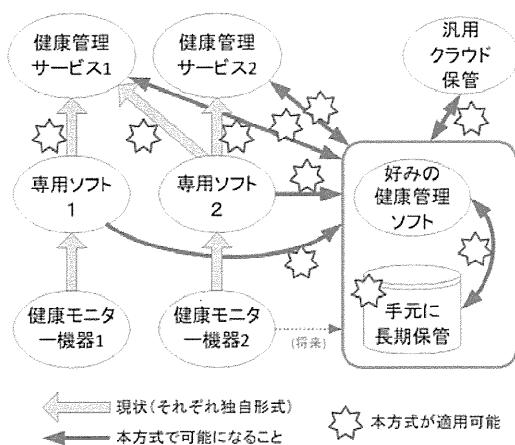 健康管理
サービス1
健康管理
サービス2
汎用
クラウド
保管
専用ソフト
1
専用ソフト
2
好みの
健康管理
ソフト
手元に
長期保管
健康モニタ
ー機器1
健康モニタ
ー機器2
(将来)
現状(それぞれ独自形式)
本方式で可能になること
本方式が適用可能